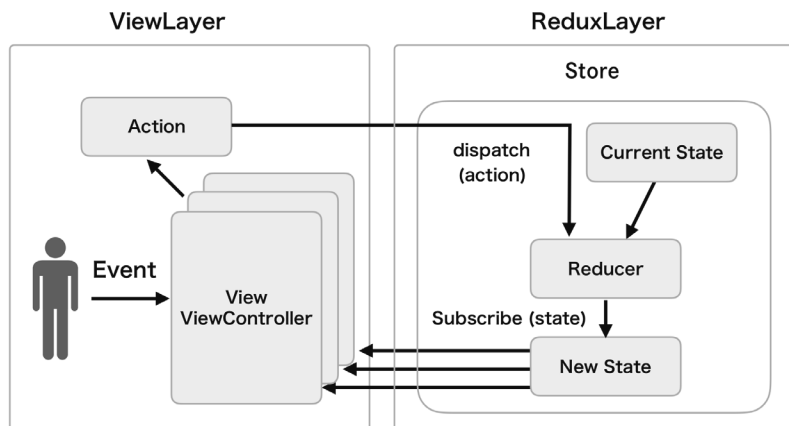 ViewLayer
ReduxLayer
Store
Action
dispatch
(action)
Current State
Event
View
ViewController
Reducer
Subscribe (state)
New State